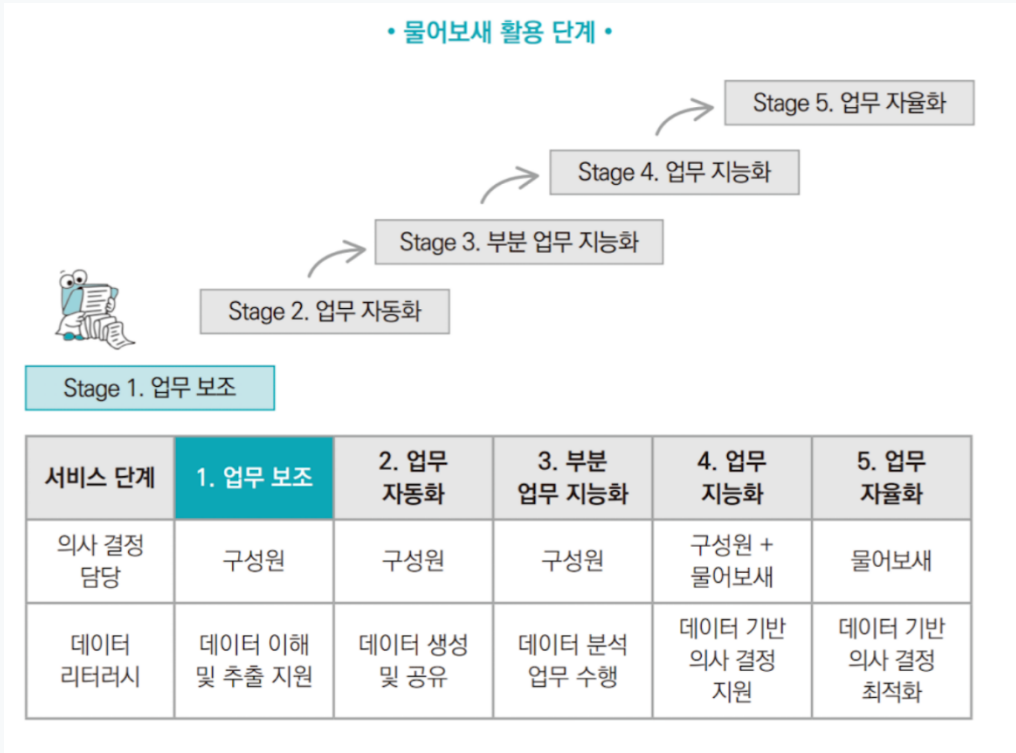 • 물어보새 활용 단계 •
Stage 5. 업무 자율화
Stage 4. 업무 지능화
Stage 3. 부분 업무 지능화
Stage 2. 업무 자동화
Stage 1. 업무 보조
서비스 단계
1. 업무 보조
2. 업무
자동화
3. 부분
업무 지능화
4. 업무
지능화
5. 업무
자율화
의사 결정
담당
구성원
구성원
구성원
구성원 +
물어보새
물어보새
데이터
리터러시
데이터 이해
및 추출 지원
데이터 생성
및 공유
데이터 분석
업무 수행
데이터 기반
의사 결정
지원
데이터 기반
의사 결정
최적화